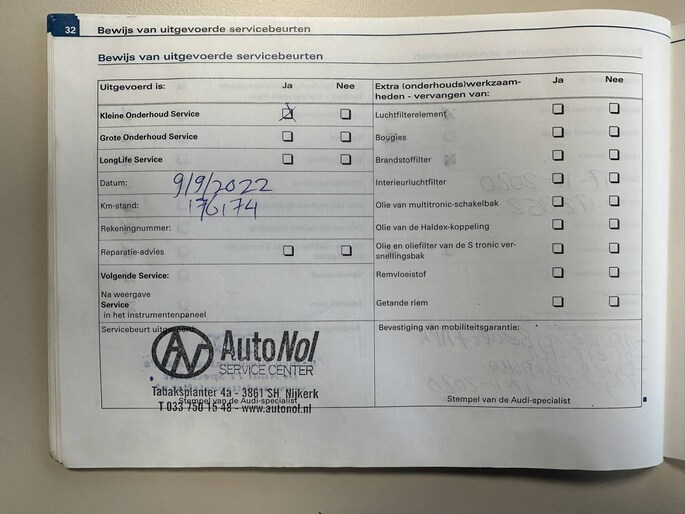 32 Bewijs van uitgevoerde servicebeurten
Bewijs van uitgevoerde servicebeurten
Uitgevoerd is: Ja Nee
Kleine Onderhoud Service
Grote Onderhoud Service
LongLife Service
Datum: 9/9/2022
Km-stand: 176174
Rekeningnummer:
Reparatie-advies
Volgende Service:
Na weergave
Service
in het instrumentenpaneel
Servicebeurt uitgevoerd:
AN AutoNol
SERVICE CENTER
Tabaksplanter 4a - 3861 SH Nijkerk
Stempel van de Audi-specialist
T 033 750 15 48 - www.autonol.nl
Extra (onderhouds)werkzaam- Ja Nee
heden - vervangen van:
Luchtfilterelement
Bougies
Brandstoffilter
Interieurluchtfilter
Olie van multitronic-schakelbak
Olie van de Haldex-koppeling
Olie en oliefilter van de S tronic ver-
snellingsbak
Remvloeistof
Getande riem
Bevestiging van mobiliteitsgarantie:
Stempel van de Audi-specialist